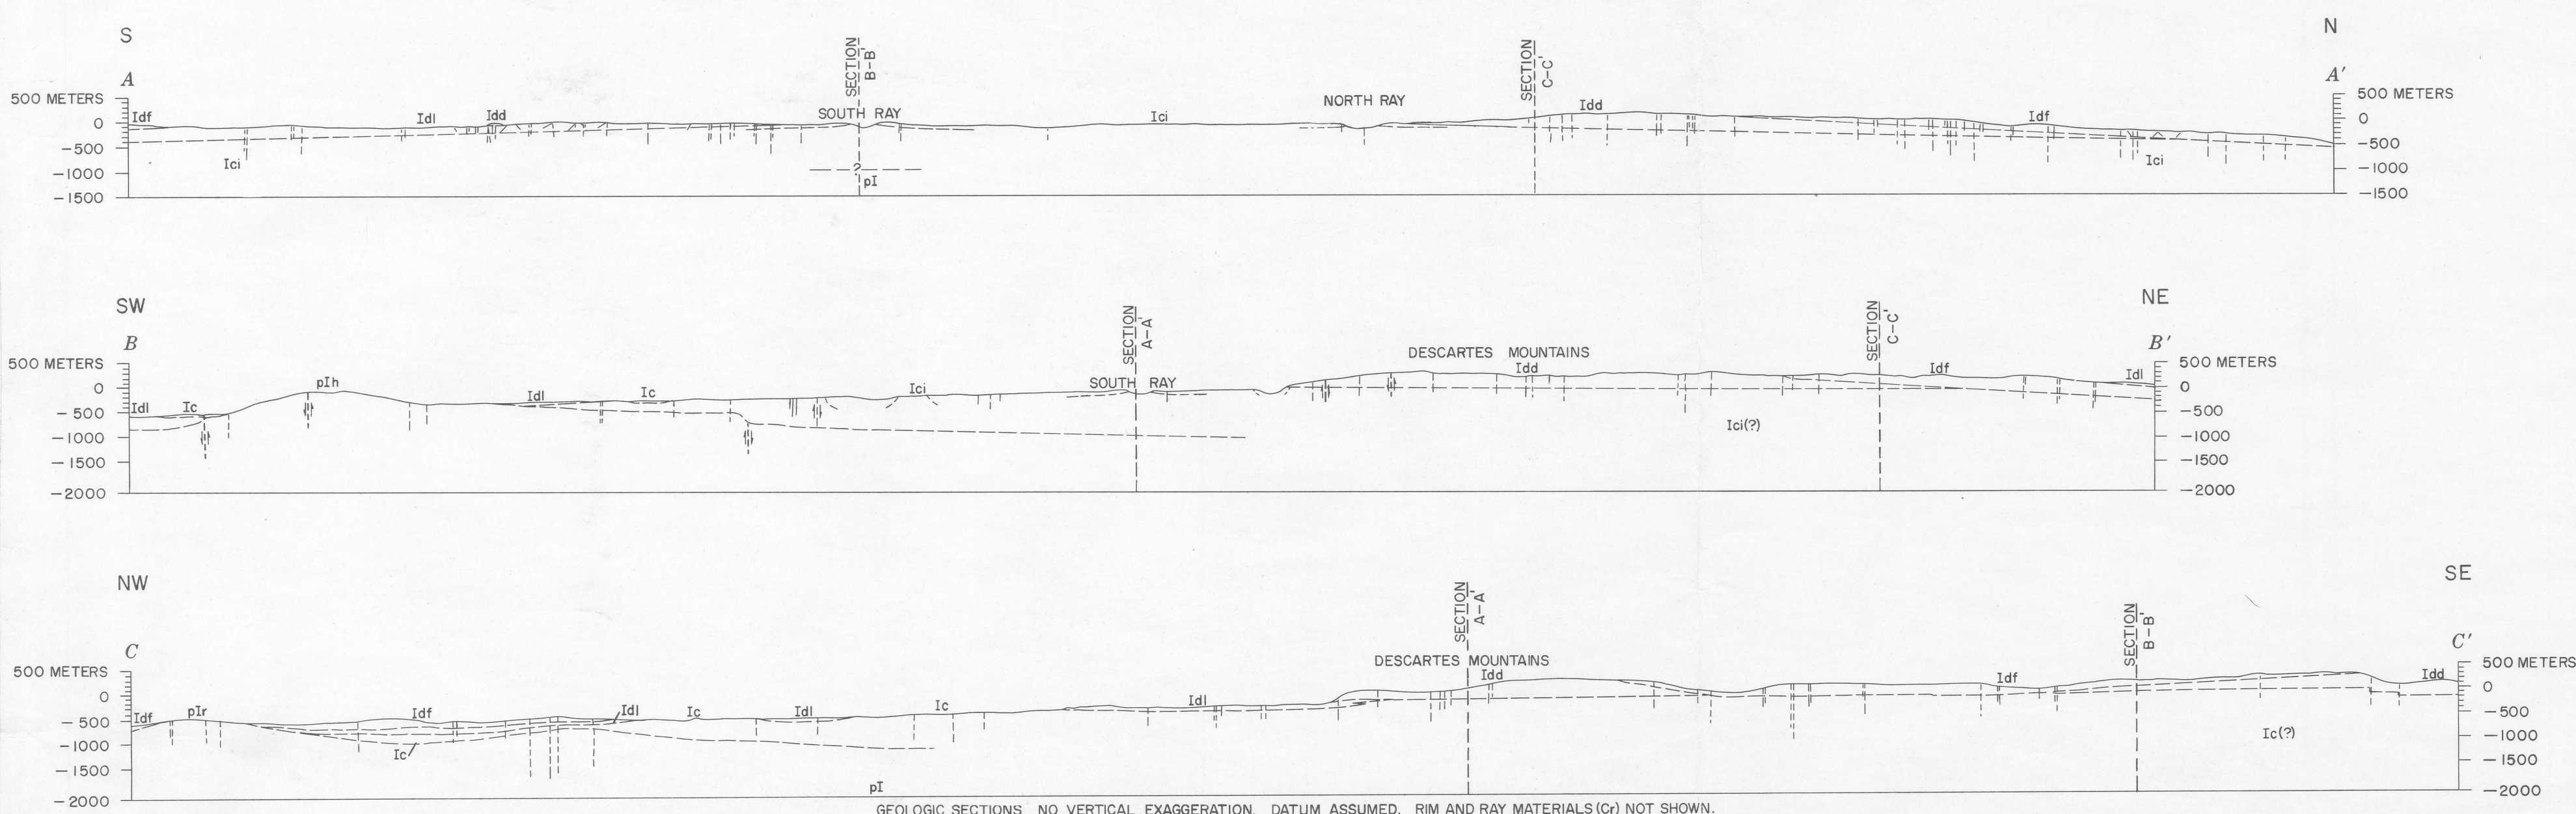 S N
SECTION
B-B'
SECTION
C-C'
A A'
500 METERS
0
-500
-1000
-1500
Idf Idl Idd SOUTH RAY Ici NORTH RAY Idd Idf
Ici ? pI Ici
500 METERS
0
-500
-1000
-1500
SW NE
SECTION
A-A'
SECTION
C-C'
B B'
500 METERS
0
-500
-1000
-1500
-2000
DESCARTES MOUNTAINS
Idl Ic pIh Idl Ic Ici SOUTH RAY Idd Idf Idl
Ici(?)
500 METERS
0
-500
-1000
-1500
-2000
NW SE
SECTION
A-A'
SECTION
B-B'
C C'
500 METERS
0
-500
-1000
-1500
-2000
DESCARTES MOUNTAINS
Idf pIr Idf Idl Ic Idl Ic Idl Idd Idf Idd
Ic Ic(?)
pI
500 METERS
0
-500
-1000
-1500
-2000
GEOLOGIC SECTIONS NO VERTICAL EXAGGERATION. DATUM ASSUMED. RIM AND RAY MATERIALS (Cr) NOT SHOWN.